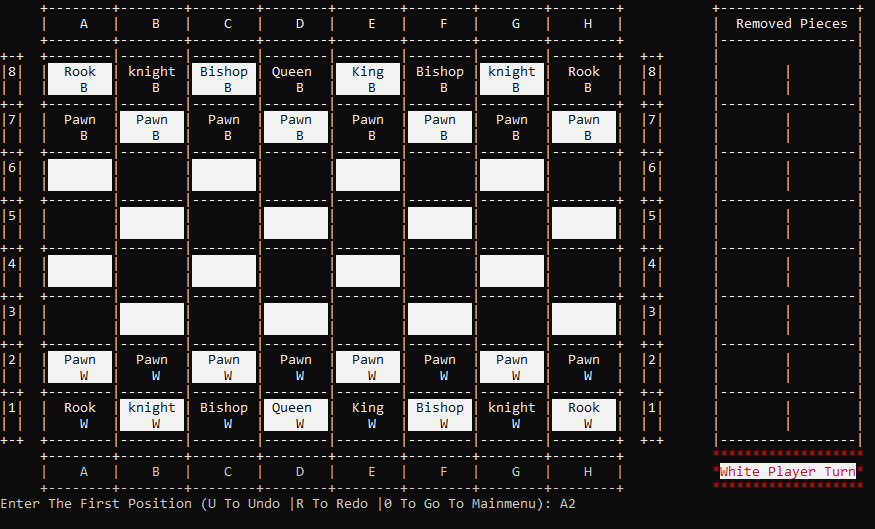 A B C D E F G H Removed Pieces
8 Rook knight Bishop Queen King Bishop knight Rook 8
B B B B B B B B
7 Pawn Pawn Pawn Pawn Pawn Pawn Pawn Pawn 7
B B B B B B B B
6 6
5 5
4 4
3 3
2 Pawn Pawn Pawn Pawn Pawn Pawn Pawn Pawn 2
W W W W W W W W
1 Rook knight Bishop Queen King Bishop knight Rook 1
W W W W W W W W
*******************
A B C D E F G H *White Player Turn*
*******************
Enter The First Position (U To Undo |R To Redo |0 To Go To Mainmenu): A2